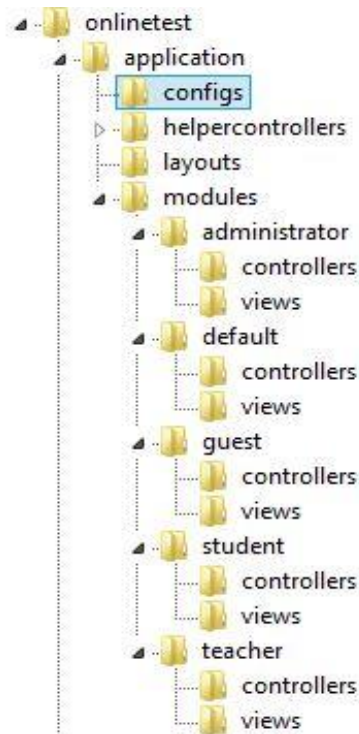 onlinetest
application
configs
helpercontrollers
layouts
modules
administrator
controllers
views
default
controllers
views
guest
controllers
views
student
controllers
views
teacher
controllers
views